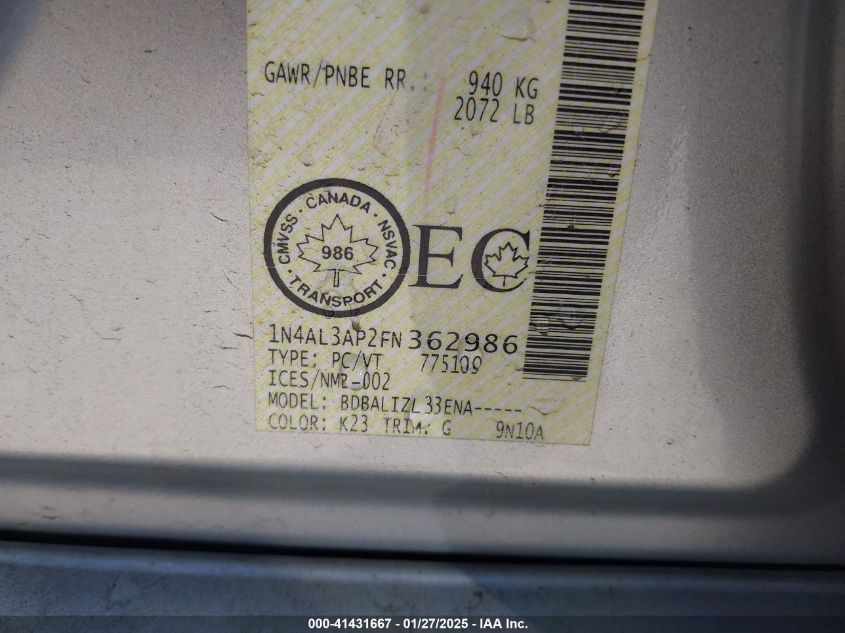 GAWR/PNBE RR. 940 KG
2072 LB
CMVSS · CANADA · NSVAC · TRANSPORT ·
986
EC
1N4AL3AP2FN362986
TYPE: PC/VT 775109
ICES/NMB-002
MODEL: BDBALIZL33ENA-----
COLOR: K23 TRIM: G 9N10A
000-41431667 — 01/27/2025 — IAA Inc.